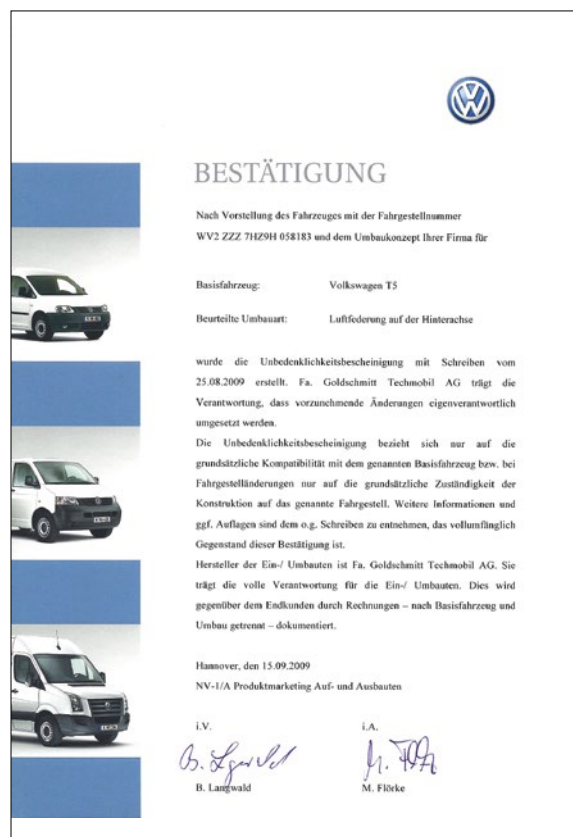 BESTÄTIGUNG
Nach Vorstellung des Fahrzeuges mit der Fahrgestellnummer
WV2 ZZZ 7HZ9H 058183 und dem Umbaukonzept Ihrer Firma für
Basisfahrzeug: Volkswagen T5
Beurteilte Umbauart: Luftfederung auf der Hinterachse
wurde die Unbedenklichkeitsbescheinigung mit Schreiben vom
25.08.2009 erstellt. Fa. Goldschmitt Techmobil AG trägt die
Verantwortung, dass vorzunehmende Änderungen eigenverantwortlich
umgesetzt werden.
Die Unbedenklichkeitsbescheinigung bezieht sich nur auf die
grundsätzliche Kompatibilität mit dem genannten Basisfahrzeug bzw. bei
Fahrgestelländerungen nur auf die grundsätzliche Zuständigkeit der
Konstruktion auf das genannte Fahrgestell. Weitere Informationen und
ggf. Auflagen sind dem o.g. Schreiben zu entnehmen, das vollumfänglich
Gegenstand dieser Bestätigung ist.
Hersteller der Ein-/ Umbauten ist Fa. Goldschmitt Techmobil AG. Sie
trägt die volle Verantwortung für die Ein-/ Umbauten. Dies wird
gegenüber dem Endkunden durch Rechnungen – nach Basisfahrzeug und
Umbau getrennt – dokumentiert.
Hannover, den 15.09.2009
NV-1/A Produktmarketing Auf- und Ausbauten
i.V. i.A.
B. Langwald M. Flörke